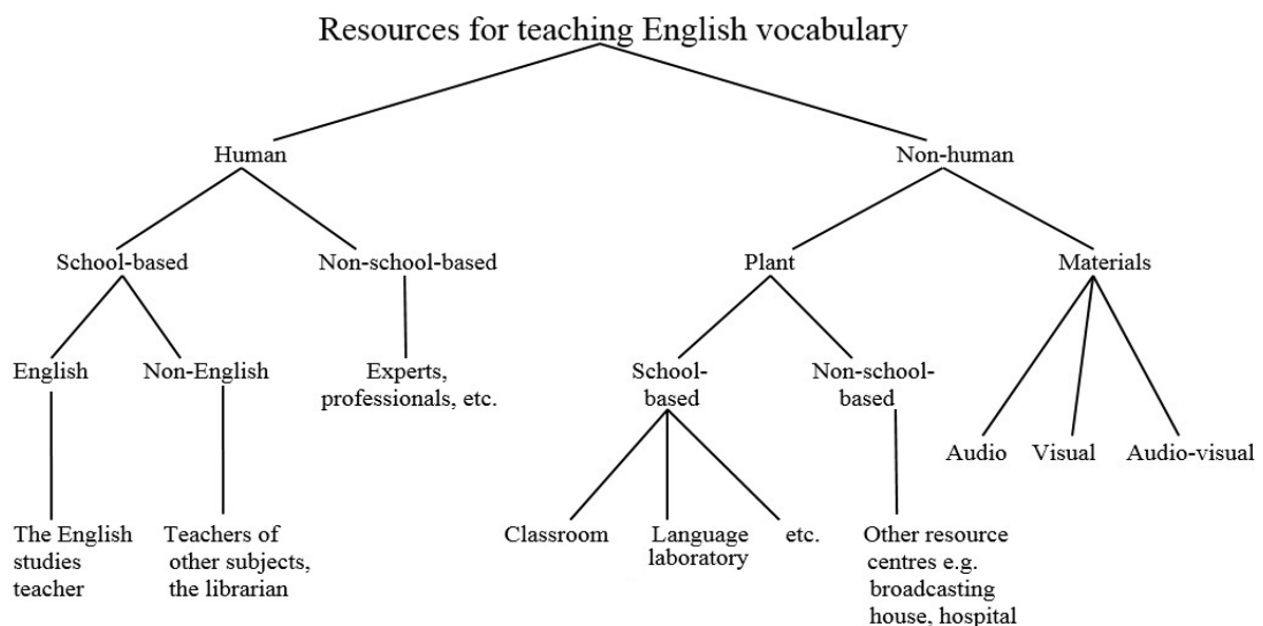 Resources for teaching English vocabulary
Human
Non-human
School-based
Non-school-based
Plant
Materials
English
Non-English
Experts,
professionals, etc.
School-
based
Non-school-
based
Audio
Visual
Audio-visual
The English
studies
teacher
Teachers of
other subjects,
the librarian
Classroom
Language
laboratory
etc.
Other resource
centres e.g.
broadcasting
house, hospital